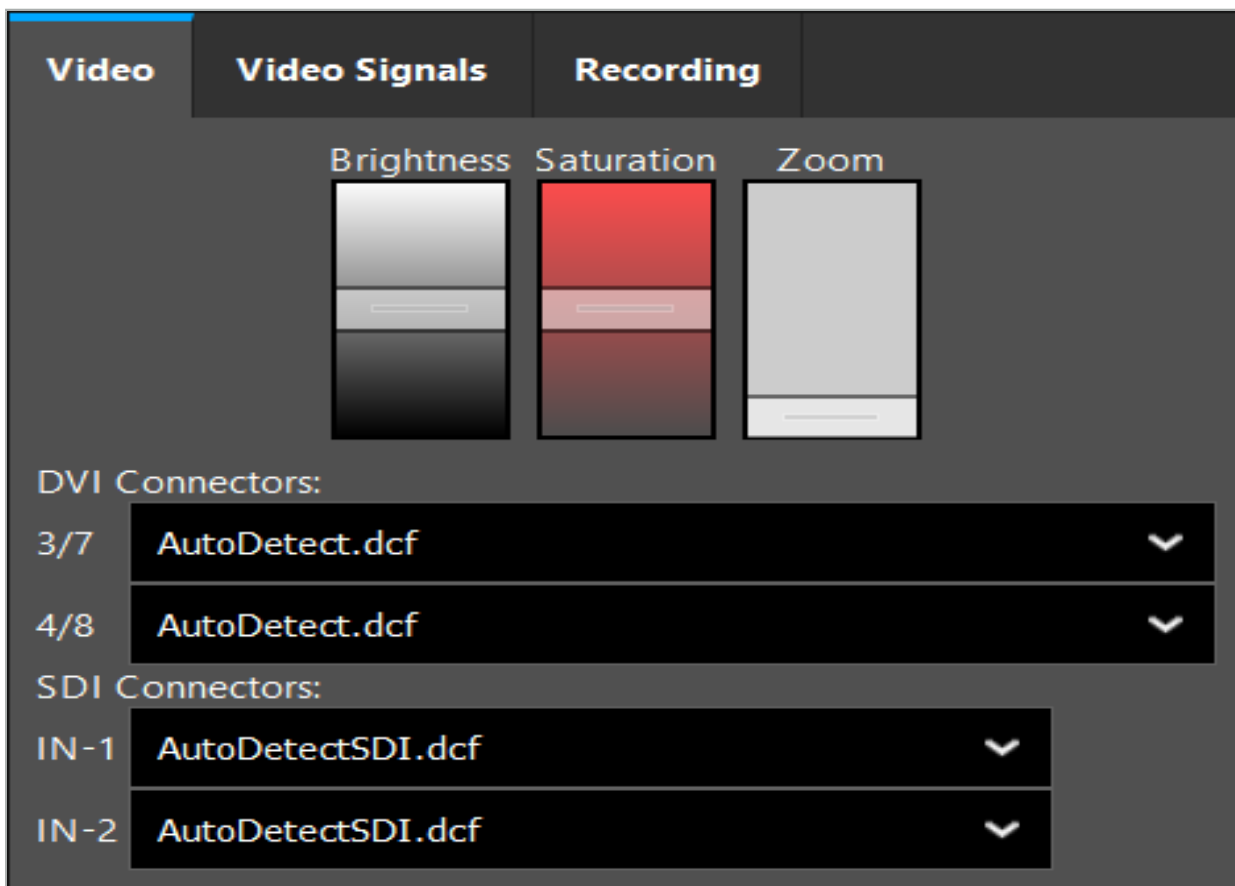 Video Video Signals Recording
Brightness Saturation Zoom
DVI Connectors:
3/7 AutoDetect.dcf
4/8 AutoDetect.dcf
SDI Connectors:
IN-1 AutoDetectSDI.dcf
IN-2 AutoDetectSDI.dcf